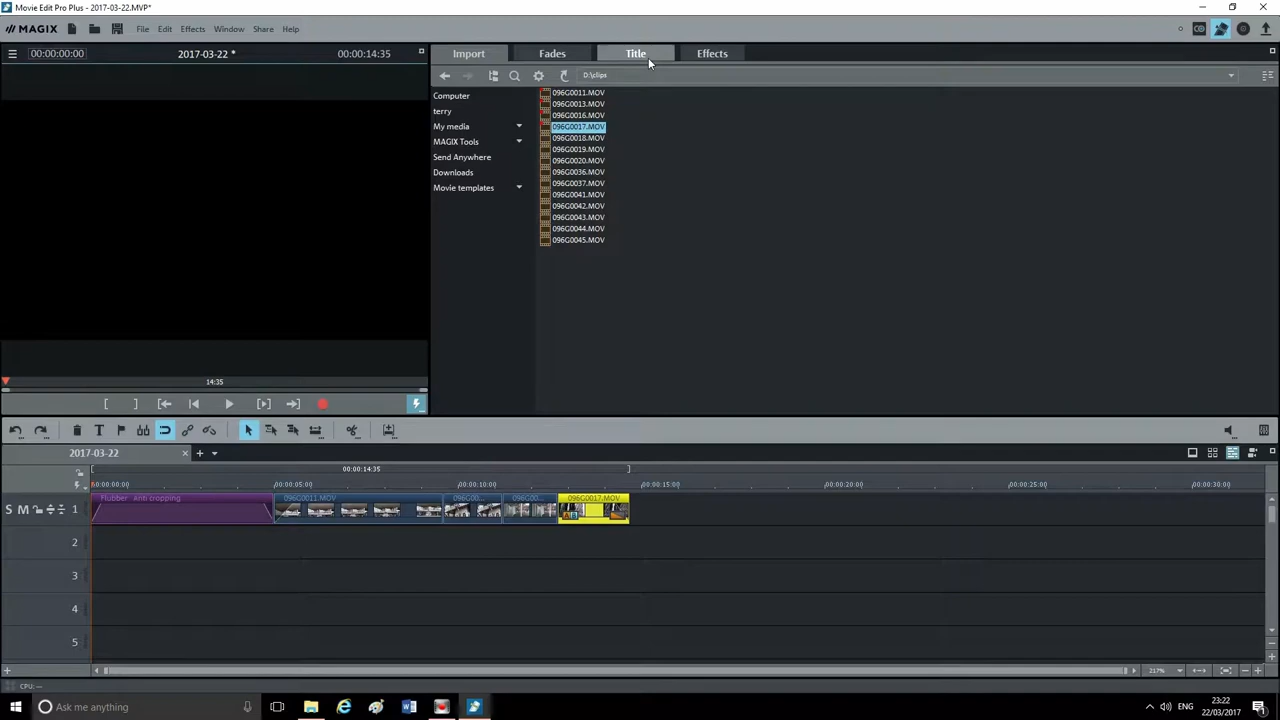 Movie Edit Pro Plus - 2017-03-22.MVP*
MAGIX File Edit Effects Window Share Help
00:00:00:00 2017-03-22 * 00:00:14:35
Import Fades Title Effects
D:\clips
Computer
terry
My media
MAGIX Tools
Send Anywhere
Downloads
Movie templates
096G0011.MOV
096G0013.MOV
096G0016.MOV
096G0017.MOV
096G0018.MOV
096G0019.MOV
096G0020.MOV
096G0036.MOV
096G0037.MOV
096G0041.MOV
096G0042.MOV
096G0043.MOV
096G0044.MOV
096G0045.MOV
14:35
2017-03-22
00:00:14:35
00:00:00:00 00:00:05:00 00:00:10:00 00:00:15:00 00:00:20:00 00:00:25:00 00:00:30:00
Flubber Anti cropping 096G0011.MOV 096G00... 096G00... 096G0017.MOV
S M 1
2
3
4
5
217%
CPU: —
Ask me anything
23:22
22/03/2017